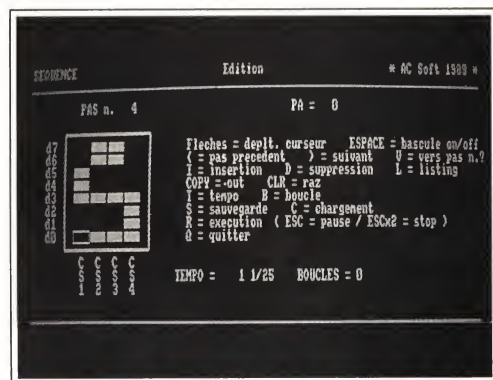 SEQUENCE Edition * AC Soft 1989 *
PAS n. 4 PA = 0
d7 Fleches = deplt. curseur ESPACE = bascule on/off
d6 ( = pas precedent ) = suivant V = vers pas n.?
d5 I = insertion D = suppression L = listing
d4 COPY =-out CLR = raz
d3 T = tempo B = boucle
d2 S = sauvegarde C = chargement
d1 R = execution ( ESC = pause / ESCx2 = stop )
d0 Q = quitter
C C C C
S S S S TEMPO = 1 1/25 BOUCLES = 0
1 2 3 4